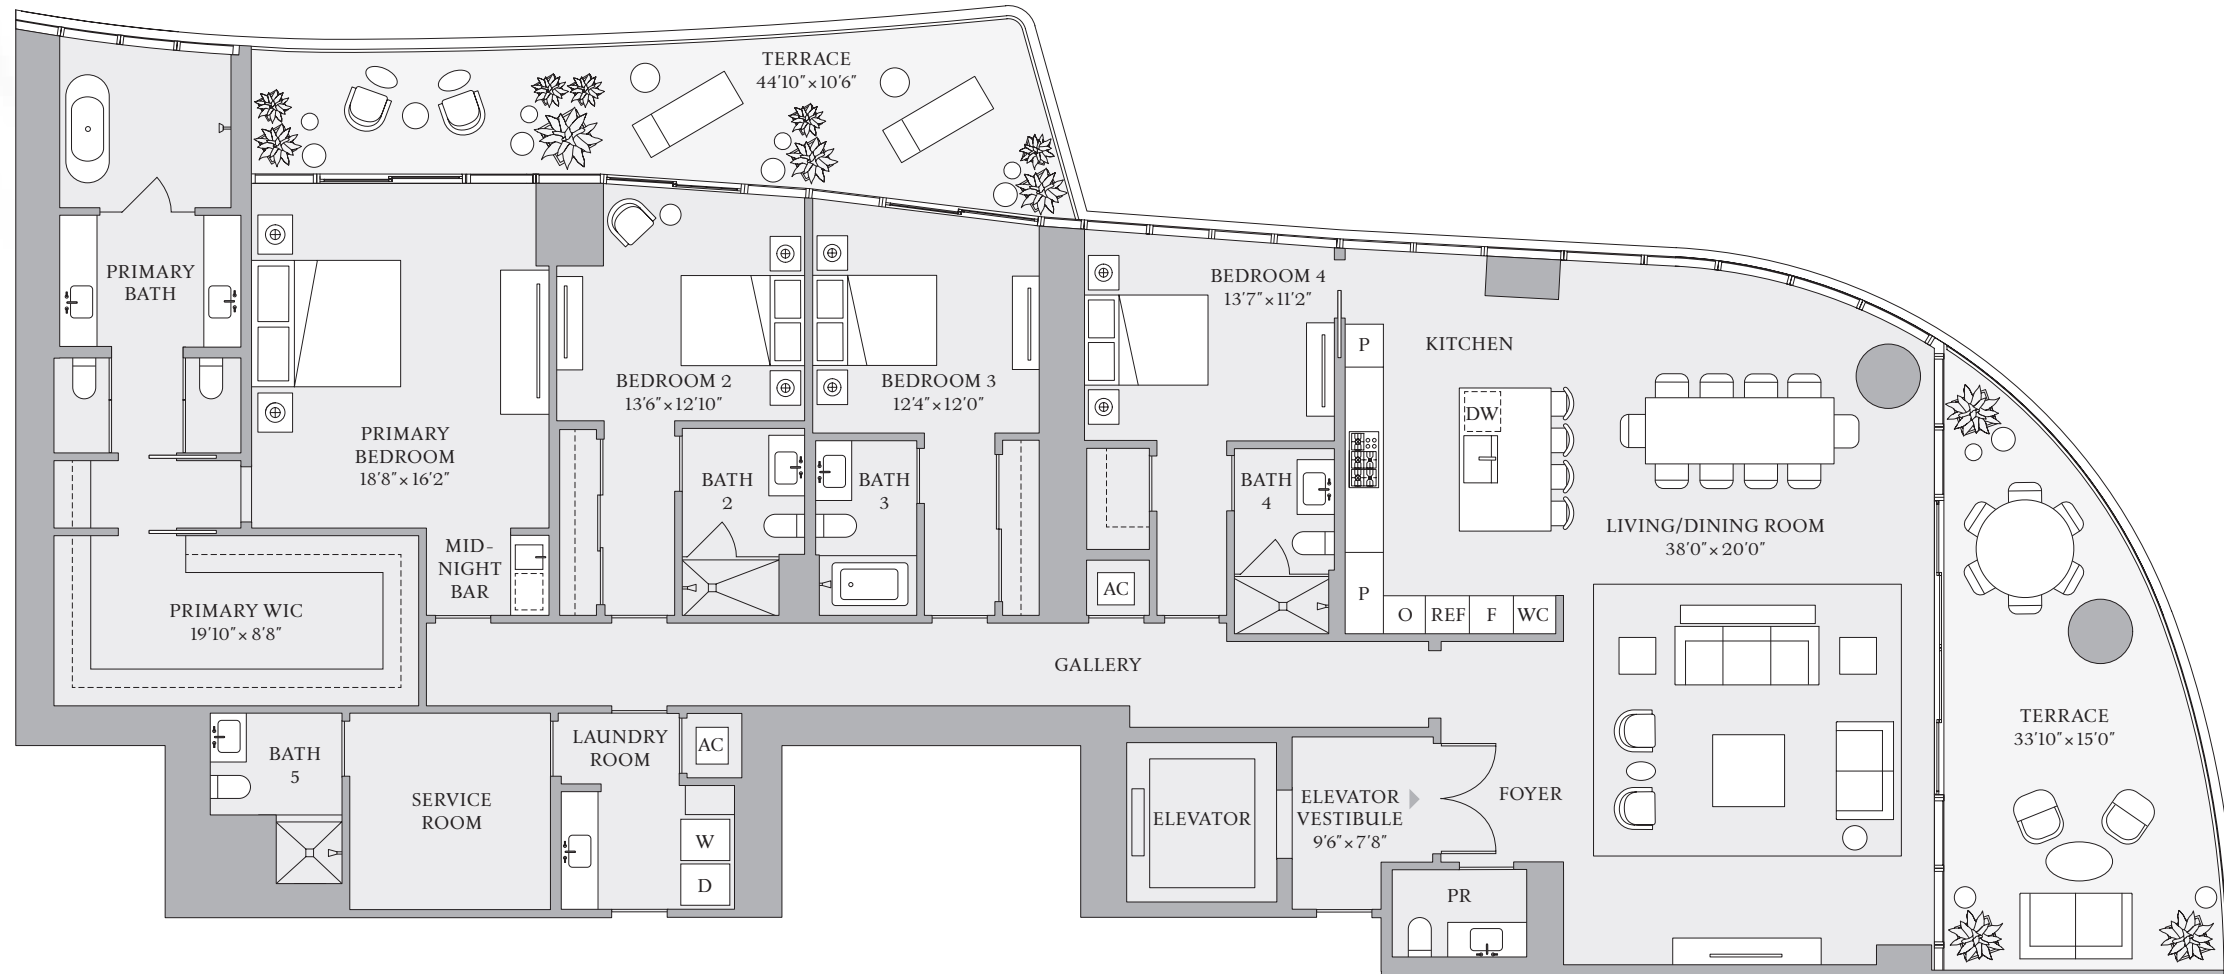 TERRACE
44'10"×10'6"
PRIMARY
BATH
BEDROOM 4
13'7"×11'2"
P
KITCHEN
BEDROOM 2
13'6"×12'10"
BEDROOM 3
12'4"×12'0"
DW
PRIMARY
BEDROOM
18'8"×16'2"
BATH
2
BATH
3
BATH
4
LIVING/DINING ROOM
38'0"×20'0"
MID-
NIGHT
BAR
AC
P
PRIMARY WIC
19'10"×8'8"
O
REF
F
WC
GALLERY
TERRACE
33'10"×15'0"
BATH
5
LAUNDRY
ROOM
AC
SERVICE
ROOM
ELEVATOR
ELEVATOR
VESTIBULE
9'6"×7'8"
FOYER
W
D
PR